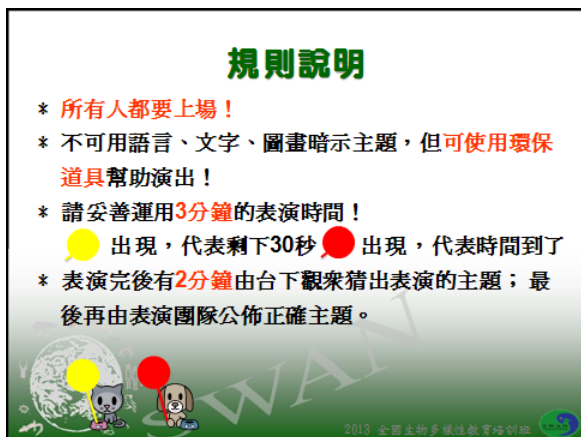 規則說明
* 所有人都要上場！
* 不可用語言、文字、圖畫暗示主題，但可使用環保
道具幫助演出！
* 請妥善運用3分鐘的表演時間！
出現，代表剩下30秒 出現，代表時間到了
* 表演完後有2分鐘由台下觀眾猜出表演的主題；最
後再由表演團隊公佈正確主題。
SWAN
2013 全國生物多樣性教育培訓班
SWAN